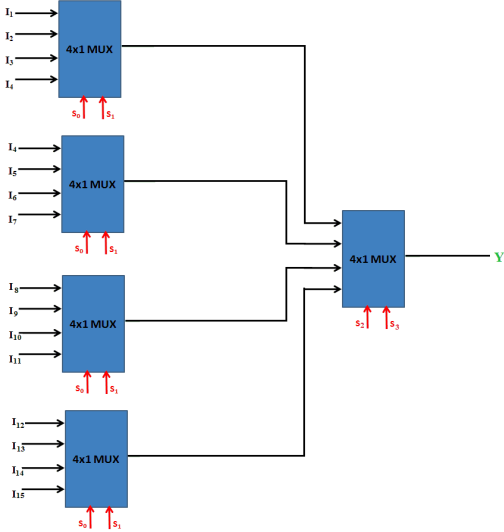 I₁
I₂
I₃
I₄
4x1 MUX
S₀ S₁
I₄
I₅
I₆
I₇
4x1 MUX
S₀ S₁
I₈
I₉
I₁₀
I₁₁
4x1 MUX
S₀ S₁
I₁₂
I₁₃
I₁₄
I₁₅
4x1 MUX
S₀ S₁
4x1 MUX
S₂ S₃
Y